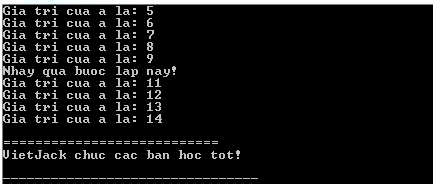 Gia tri cua a la: 5
Gia tri cua a la: 6
Gia tri cua a la: 7
Gia tri cua a la: 8
Gia tri cua a la: 9
Nhay qua buoc lap nay!
Gia tri cua a la: 11
Gia tri cua a la: 12
Gia tri cua a la: 13
Gia tri cua a la: 14
===========================
VietJack chuc cac ban hoc tot!
--------------------------------